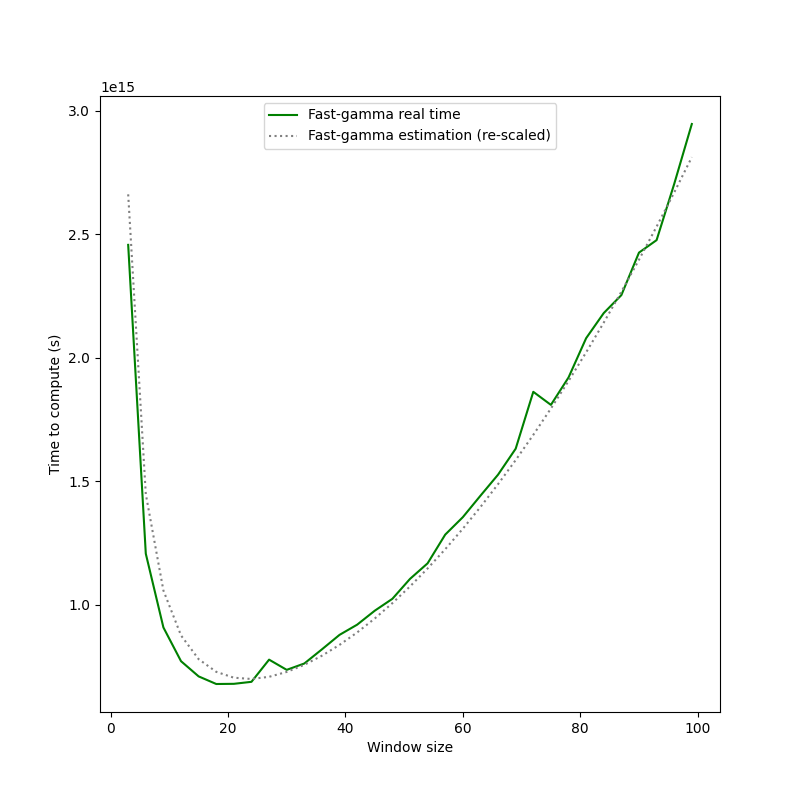 1e15
Fast-gamma real time
Fast-gamma estimation (re-scaled)
3.0
2.5
2.0
1.5
1.0
Time to compute (s)
0 20 40 60 80 100
Window size